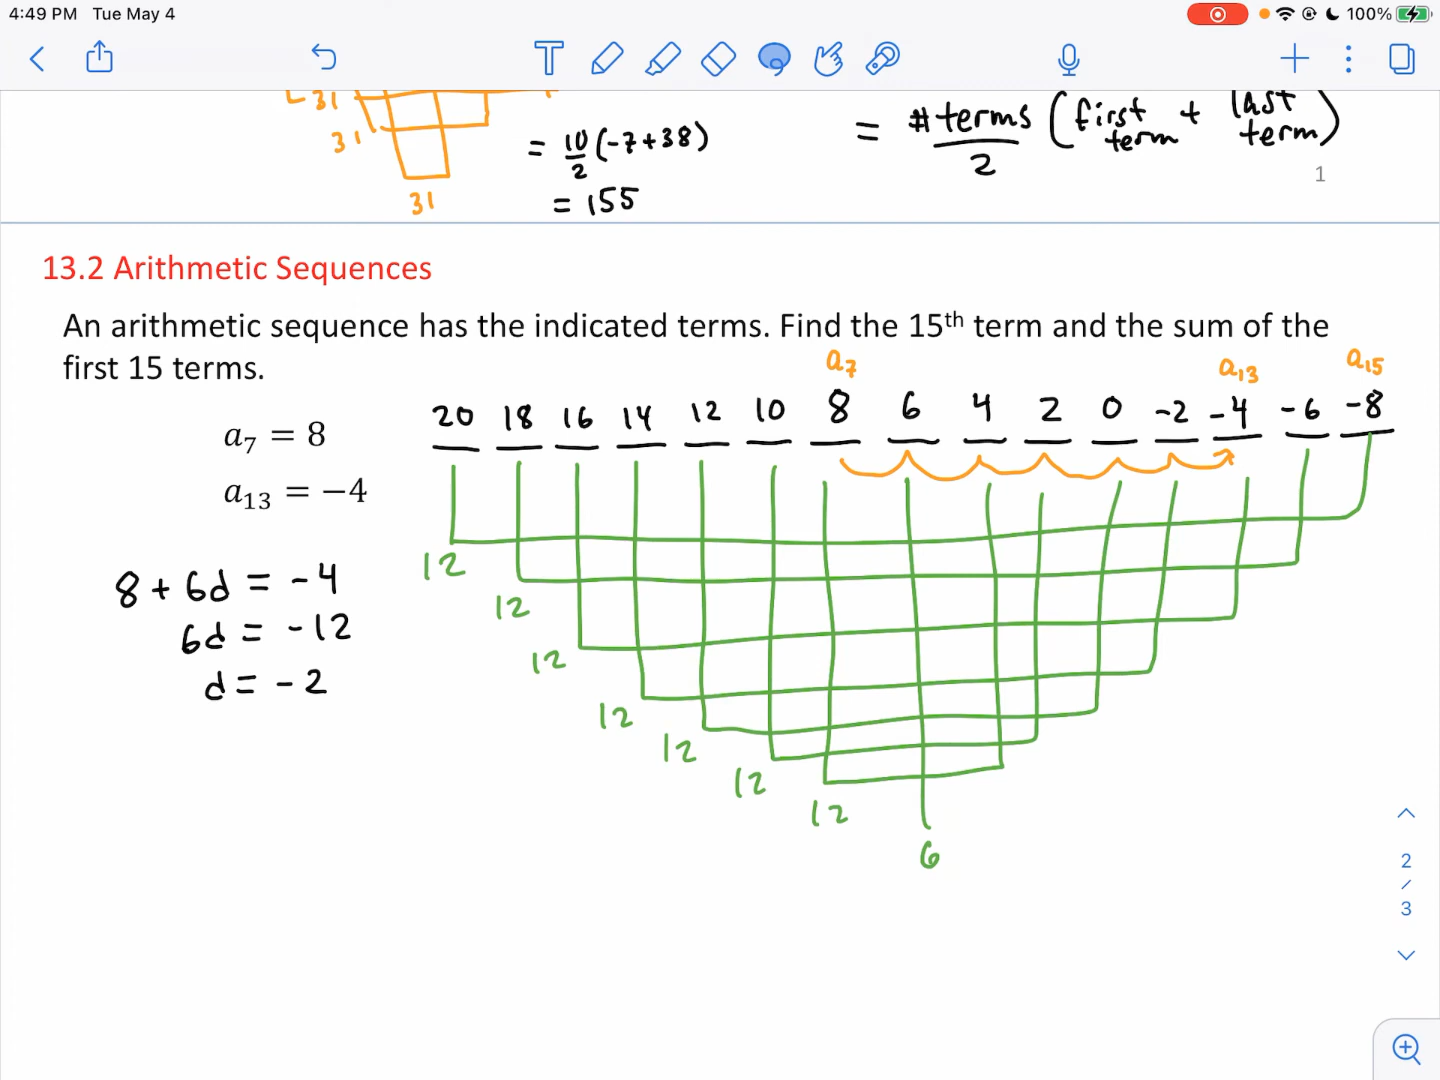 4:49 PM Tue May 4 100%
T
31
31
31
= 10/2 (-7+38)
= 155
= # terms / 2 (first term + last term)
1
13.2 Arithmetic Sequences
An arithmetic sequence has the indicated terms. Find the 15th term and the sum of the
first 15 terms.
a7 a13 a15
20 18 16 14 12 10 8 6 4 2 0 -2 -4 -6 -8
a7 = 8
a13 = −4
8 + 6d = -4
6d = -12
d = -2
12
12
12
12
12
12
12
6
2
/
3